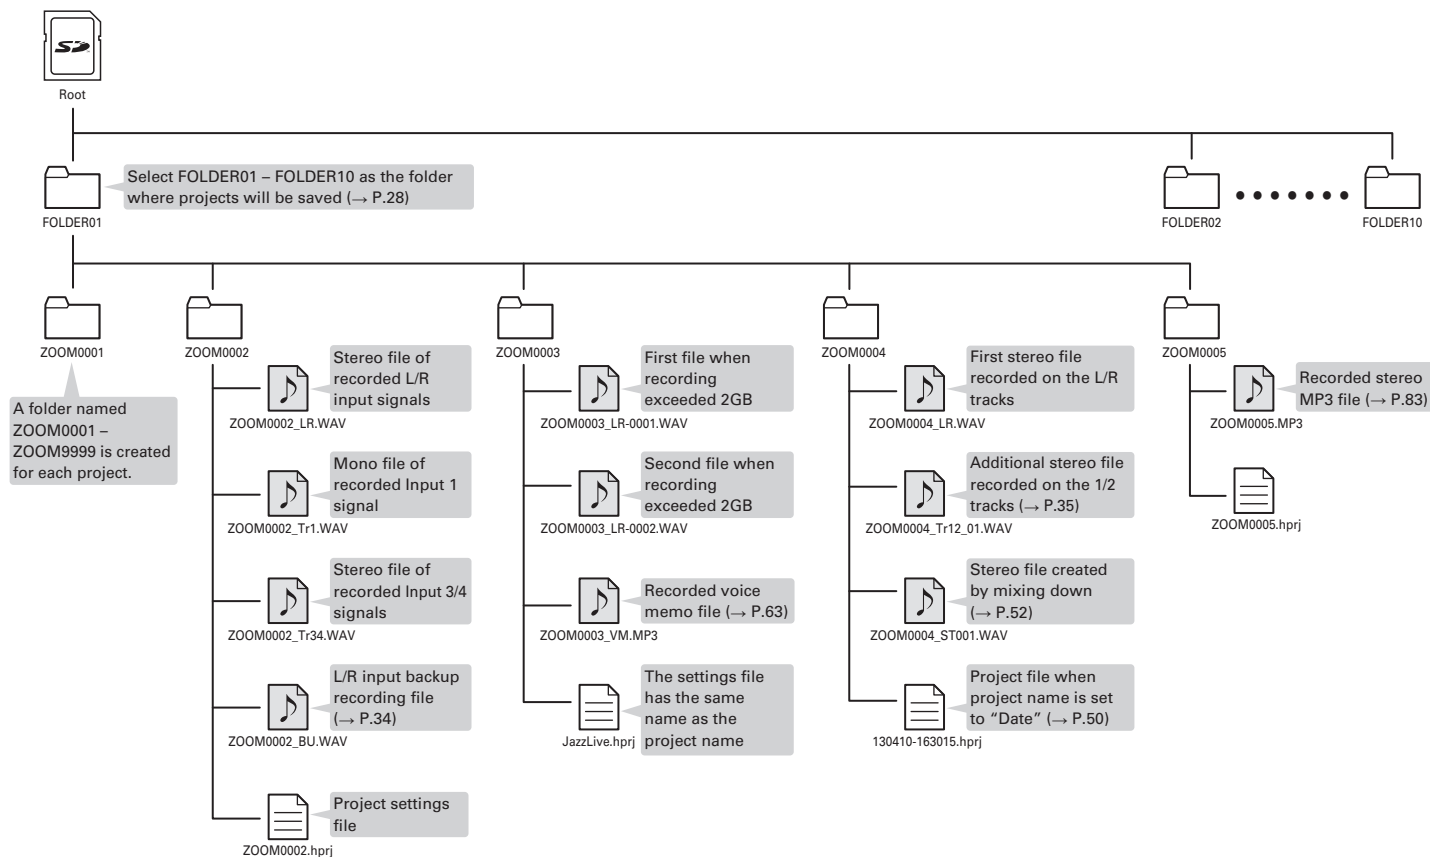 SD
Root
FOLDER01
Select FOLDER01 – FOLDER10 as the folder
where projects will be saved (→ P.28)
FOLDER02
FOLDER10
ZOOM0001
A folder named
ZOOM0001 –
ZOOM9999 is created
for each project.
ZOOM0002
Stereo file of
recorded L/R
input signals
ZOOM0002_LR.WAV
Mono file of
recorded Input 1
signal
ZOOM0002_Tr1.WAV
Stereo file of
recorded Input 3/4
signals
ZOOM0002_Tr34.WAV
L/R input backup
recording file
(→ P.34)
ZOOM0002_BU.WAV
Project settings
file
ZOOM0002.hprj
ZOOM0003
First file when
recording
exceeded 2GB
ZOOM0003_LR-0001.WAV
Second file when
recording
exceeded 2GB
ZOOM0003_LR-0002.WAV
Recorded voice
memo file (→ P.63)
ZOOM0003_VM.MP3
The settings file
has the same
name as the
project name
JazzLive.hprj
ZOOM0004
First stereo file
recorded on the L/R
tracks
ZOOM0004_LR.WAV
Additional stereo file
recorded on the 1/2
tracks (→ P.35)
ZOOM0004_Tr12_01.WAV
Stereo file created
by mixing down
(→ P.52)
ZOOM0004_ST001.WAV
Project file when
project name is set
to “Date” (→ P.50)
130410-163015.hprj
ZOOM0005
Recorded stereo
MP3 file (→ P.83)
ZOOM0005.MP3
ZOOM0005.hprj